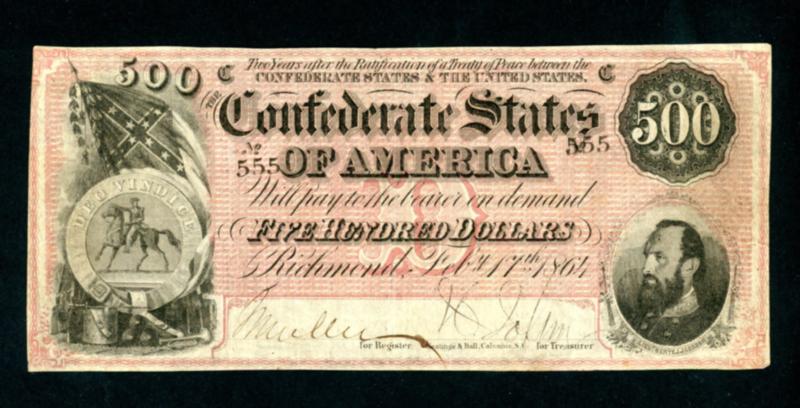 500 C Two Years after the Ratification of a Treaty of Peace between the C
CONFEDERATE STATES & THE UNITED STATES,
THE
Confederate States
500
No 555 555
OF AMERICA
DEO VINDICE
Will pay to the bearer on demand
FIVE HUNDRED DOLLARS
Richmond, Feby. 17th. 1864
D
for Register & Ball, Columbia, S.C. for Treasurer